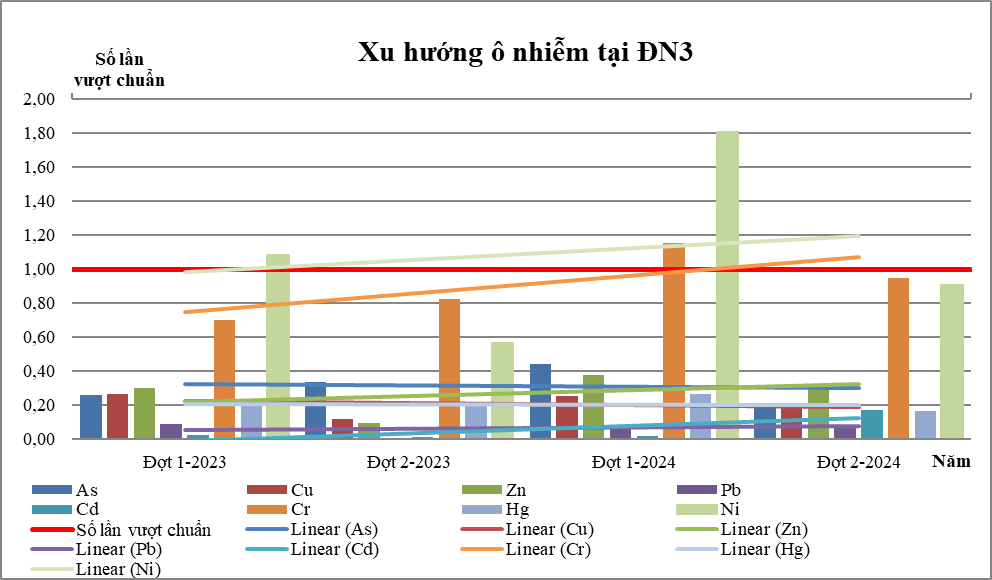 Xu hướng ô nhiễm tại ĐN3
Số lần
vượt chuẩn
2,00
1,80
1,60
1,40
1,20
1,00
0,80
0,60
0,40
0,20
0,00
Đợt 1-2023 Đợt 2-2023 Đợt 1-2024 Đợt 2-2024 Năm
As Cu Zn Pb
Cd Cr Hg Ni
Số lần vượt chuẩn Linear (As) Linear (Cu) Linear (Zn)
Linear (Pb) Linear (Cd) Linear (Cr) Linear (Hg)
Linear (Ni)